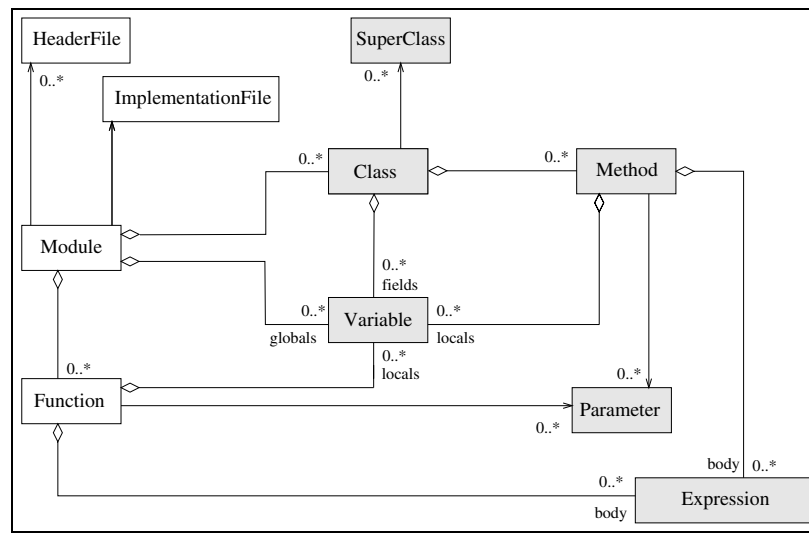 HeaderFile
SuperClass
0..*
0..*
ImplementationFile
0..*
Class
0..*
Method
Module
0..*
fields
0..*
Variable
0..*
globals
locals
0..*
locals
0..*
0..*
Function
Parameter
0..*
body
0..*
0..*
Expression
body